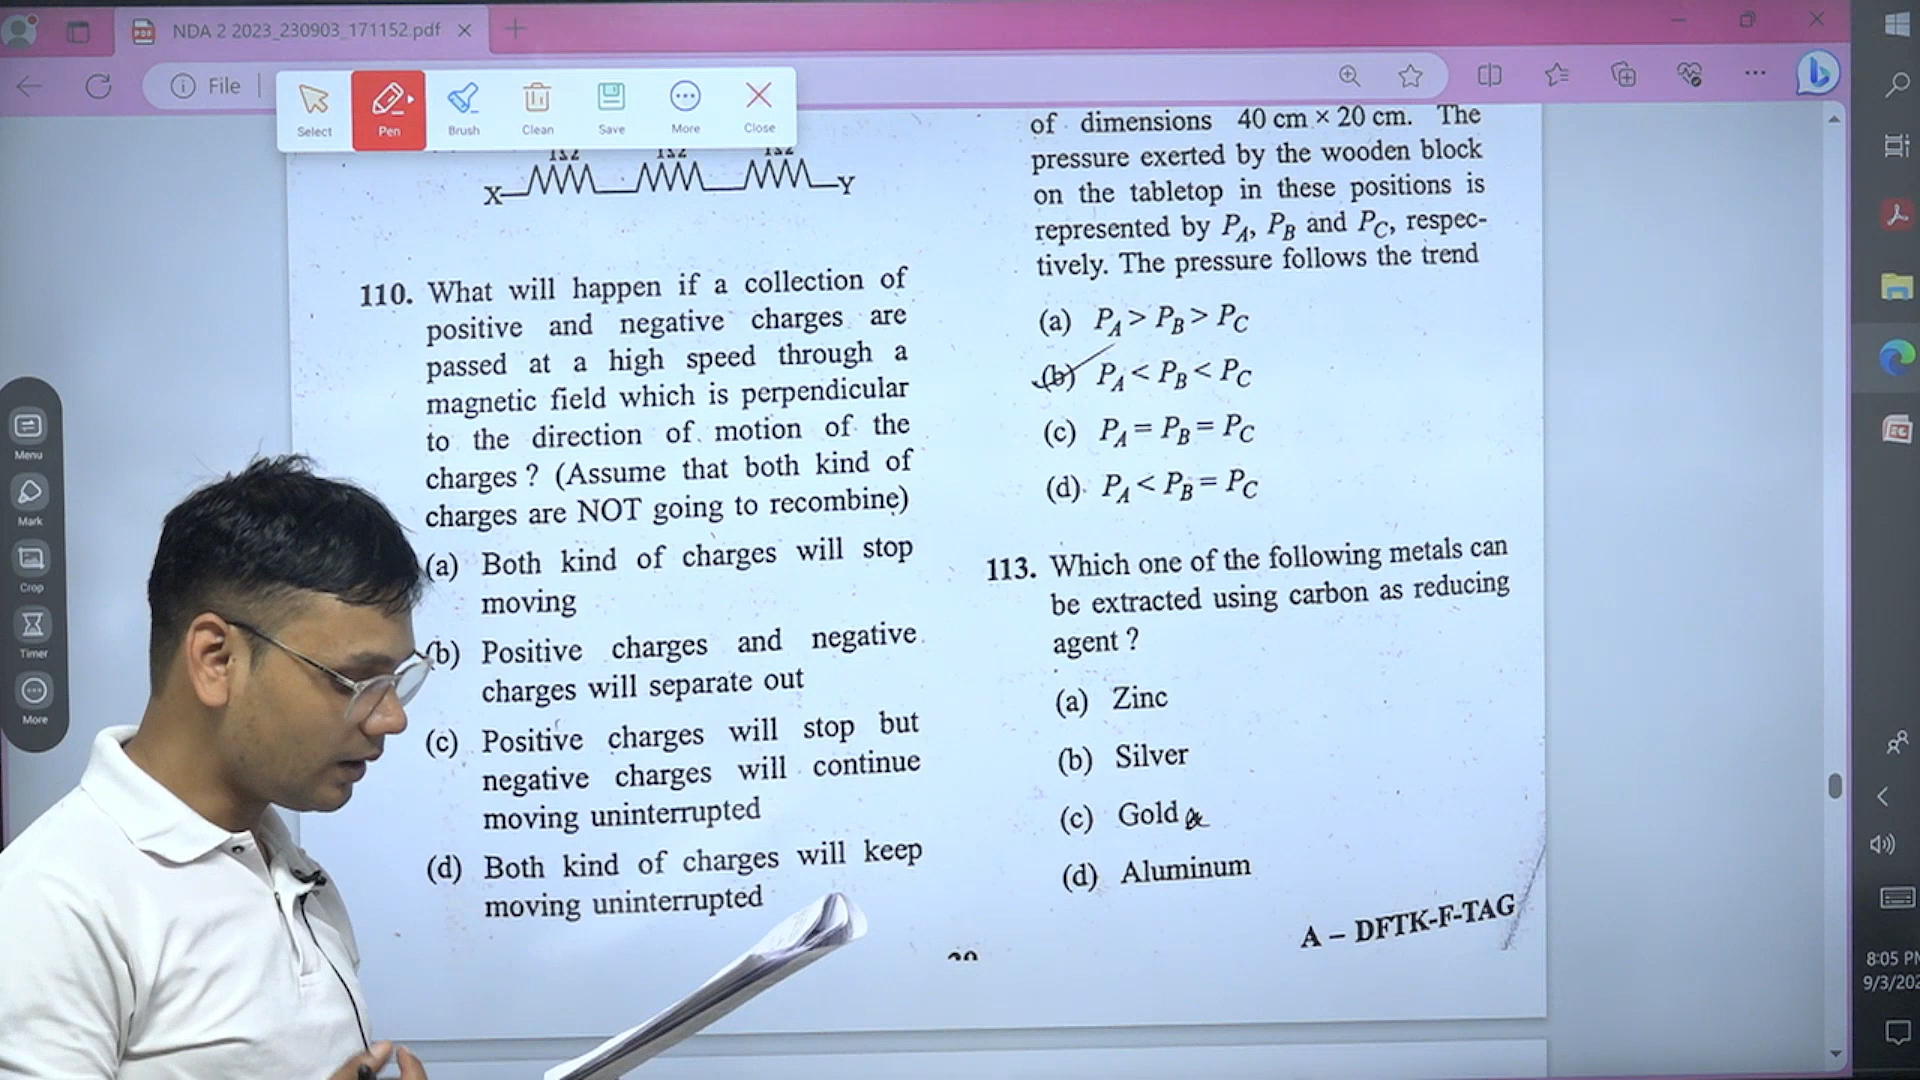 NDA 2 2023_230903_171152.pdf
File
Select
Pen
Brush
Clean
Save
More
Close
1Ω 1Ω 1Ω
X Y
110. What will happen if a collection of
positive and negative charges are
passed at a high speed through a
magnetic field which is perpendicular
to the direction of motion of the
charges ? (Assume that both kind of
charges are NOT going to recombine)
(a) Both kind of charges will stop
moving
(b) Positive charges and negative
charges will separate out
(c) Positive charges will stop but
negative charges will continue
moving uninterrupted
(d) Both kind of charges will keep
moving uninterrupted
of dimensions 40 cm × 20 cm. The
pressure exerted by the wooden block
on the tabletop in these positions is
represented by P_A, P_B and P_C, respec-
tively. The pressure follows the trend
(a) P_A > P_B > P_C
(b) P_A < P_B < P_C
(c) P_A = P_B = P_C
(d) P_A < P_B = P_C
113. Which one of the following metals can
be extracted using carbon as reducing
agent ?
(a) Zinc
(b) Silver
(c) Gold
(d) Aluminum
A – DFTK-F-TAG
Menu
Mark
Crop
Timer
More
8:05 PM